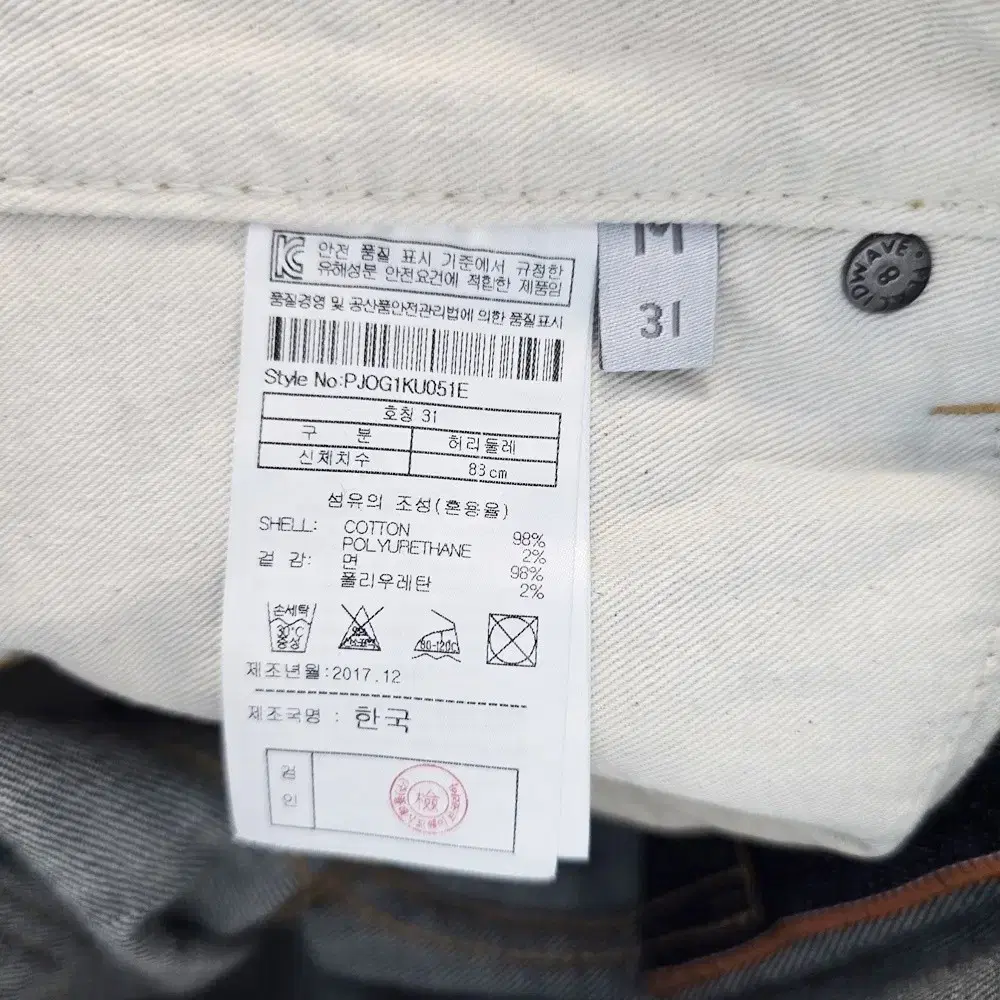 안전 품질 표시 기준에서 규정한
유해성분 안전요건에 적합한 제품임
품질경영 및 공산품안전관리법에 의한 품질표시
Style No:PJOG1KU051E
호칭 31
구 분 허리둘레
신체치수 83cm
섬유의 조성(혼용율)
SHELL: COTTON 98%
POLYURETHANE 2%
겉 감: 면 98%
폴리우레탄 2%
손세탁
30℃
중성
80-120C
제조년월:2017.12
제조국명 : 한국
검
인
檢
M
31
WAVE
8